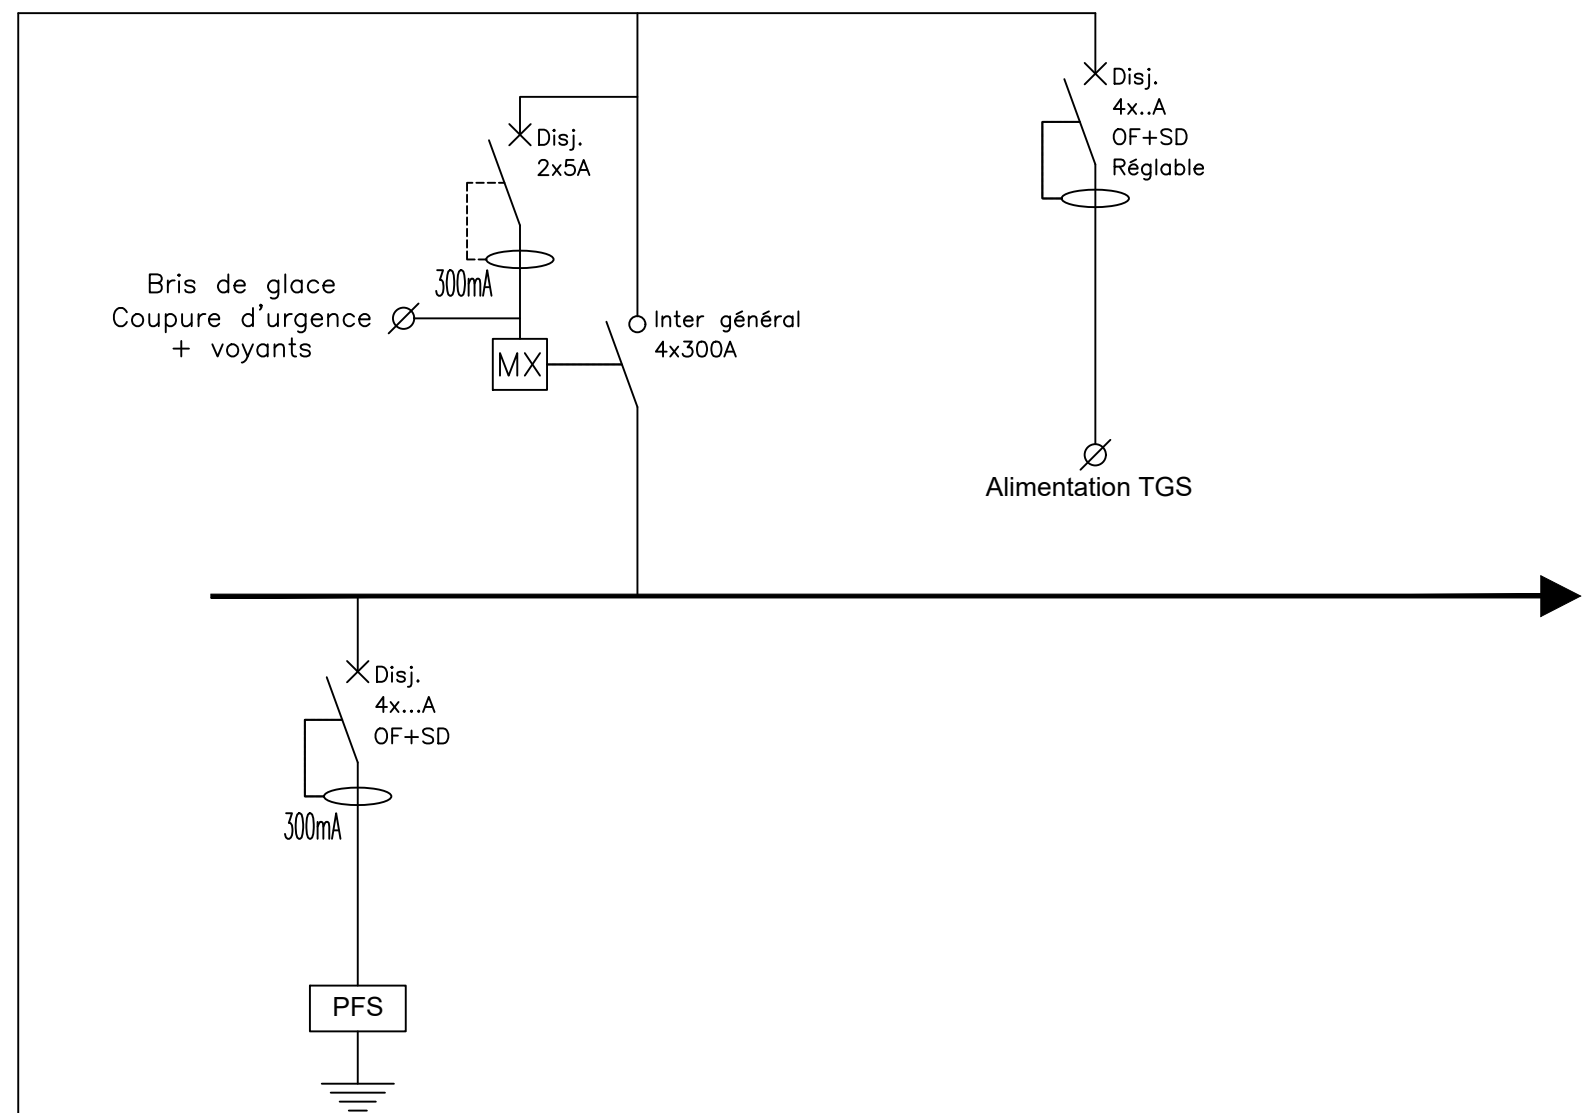 Disj.
4x..A
OF+SD
Réglable
Disj.
2x5A
300mA
Bris de glace
Coupure d'urgence
+ voyants
MX
Inter général
4x300A
Alimentation TGS
Disj.
4x...A
OF+SD
300mA
PFS